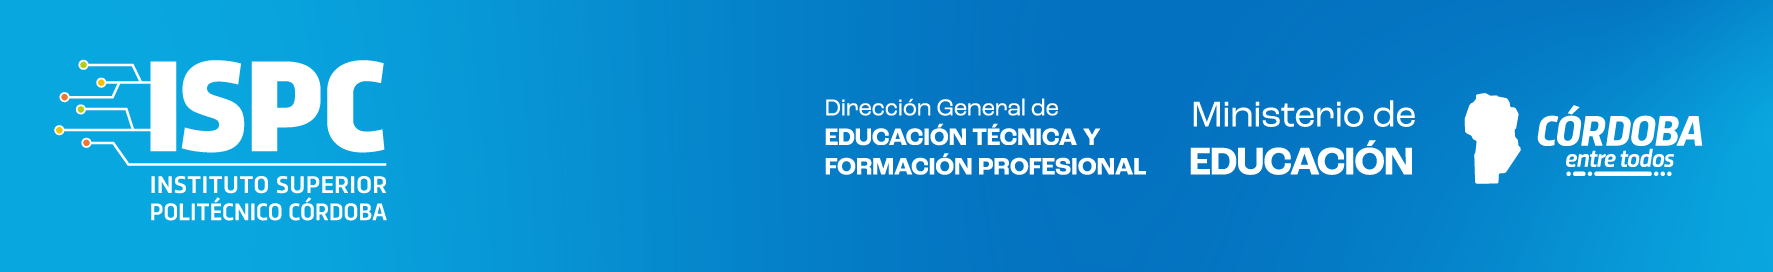 ISPC
INSTITUTO SUPERIOR
POLITÉCNICO CÓRDOBA
Dirección General de
EDUCACIÓN TÉCNICA Y
FORMACIÓN PROFESIONAL
Ministerio de
EDUCACIÓN
CÓRDOBA
entre todos